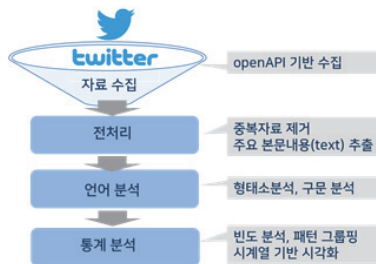 twitter
자료 수집
openAPI 기반 수집
전처리
중복자료 제거
주요 본문내용(text) 추출
언어 분석
형태소분석, 구문 분석
통계 분석
빈도 분석, 패턴 그룹핑
시계열 기반 시각화